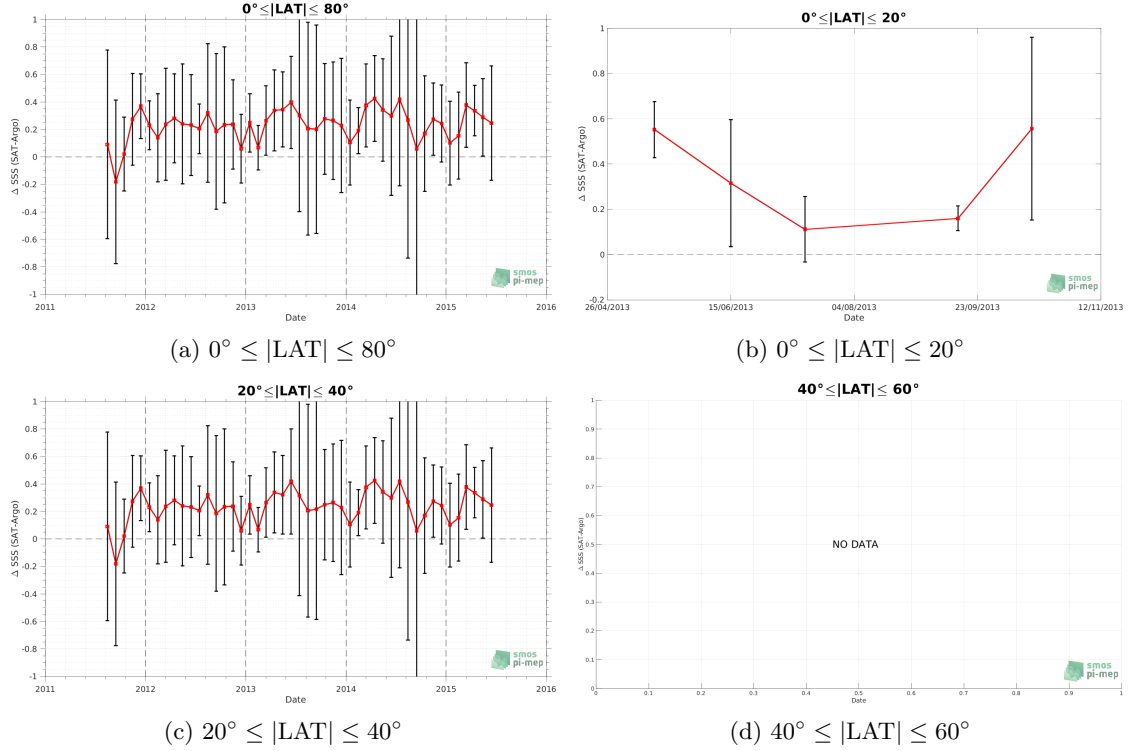 0°≤|LAT|≤ 80°
1
0.8
0.6
0.4
0.2
0
-0.2
-0.4
-0.6
-0.8
-1
Δ SSS (SAT-Argo)
2011 2012 2013 2014 2015 2016
Date
smos
pi-mep
(a) 0° ≤ |LAT| ≤ 80°
0°≤|LAT|≤ 20°
1
0.8
0.6
0.4
0.2
0
-0.2
Δ SSS (SAT-Argo)
26/04/2013 15/06/2013 04/08/2013 23/09/2013 12/11/2013
Date
smos
pi-mep
(b) 0° ≤ |LAT| ≤ 20°
20°≤|LAT|≤ 40°
1
0.8
0.6
0.4
0.2
0
-0.2
-0.4
-0.6
-0.8
-1
Δ SSS (SAT-Argo)
2011 2012 2013 2014 2015 2016
Date
smos
pi-mep
(c) 20° ≤ |LAT| ≤ 40°
40°≤|LAT|≤ 60°
1
0.9
0.8
0.7
0.6
0.5
0.4
0.3
0.2
0.1
0
Δ SSS (SAT-Argo)
NO DATA
0 0.1 0.2 0.3 0.4 0.5 0.6 0.7 0.8 0.9 1
Date
smos
pi-mep
(d) 40° ≤ |LAT| ≤ 60°